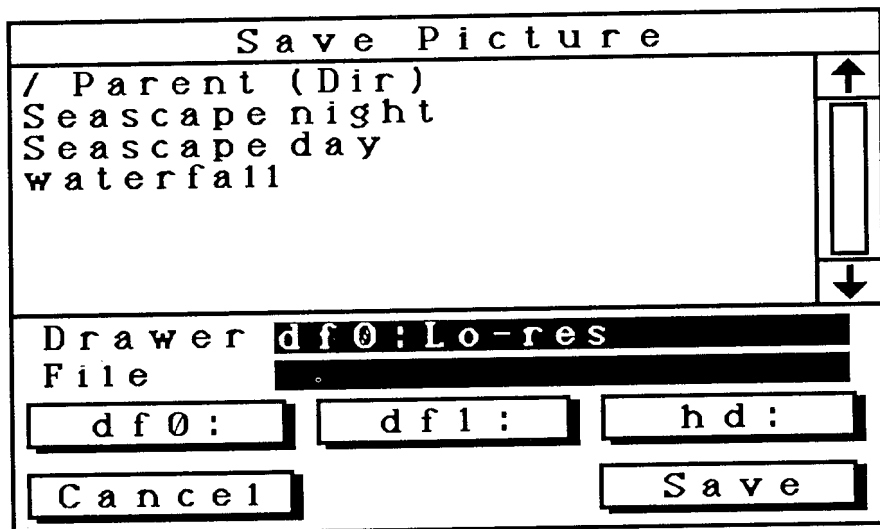 Save Picture
/ Parent (Dir)
Seascape night
Seascape day
waterfall
Drawer df0:Lo-res
File
df0: df1: hd:
Cancel Save